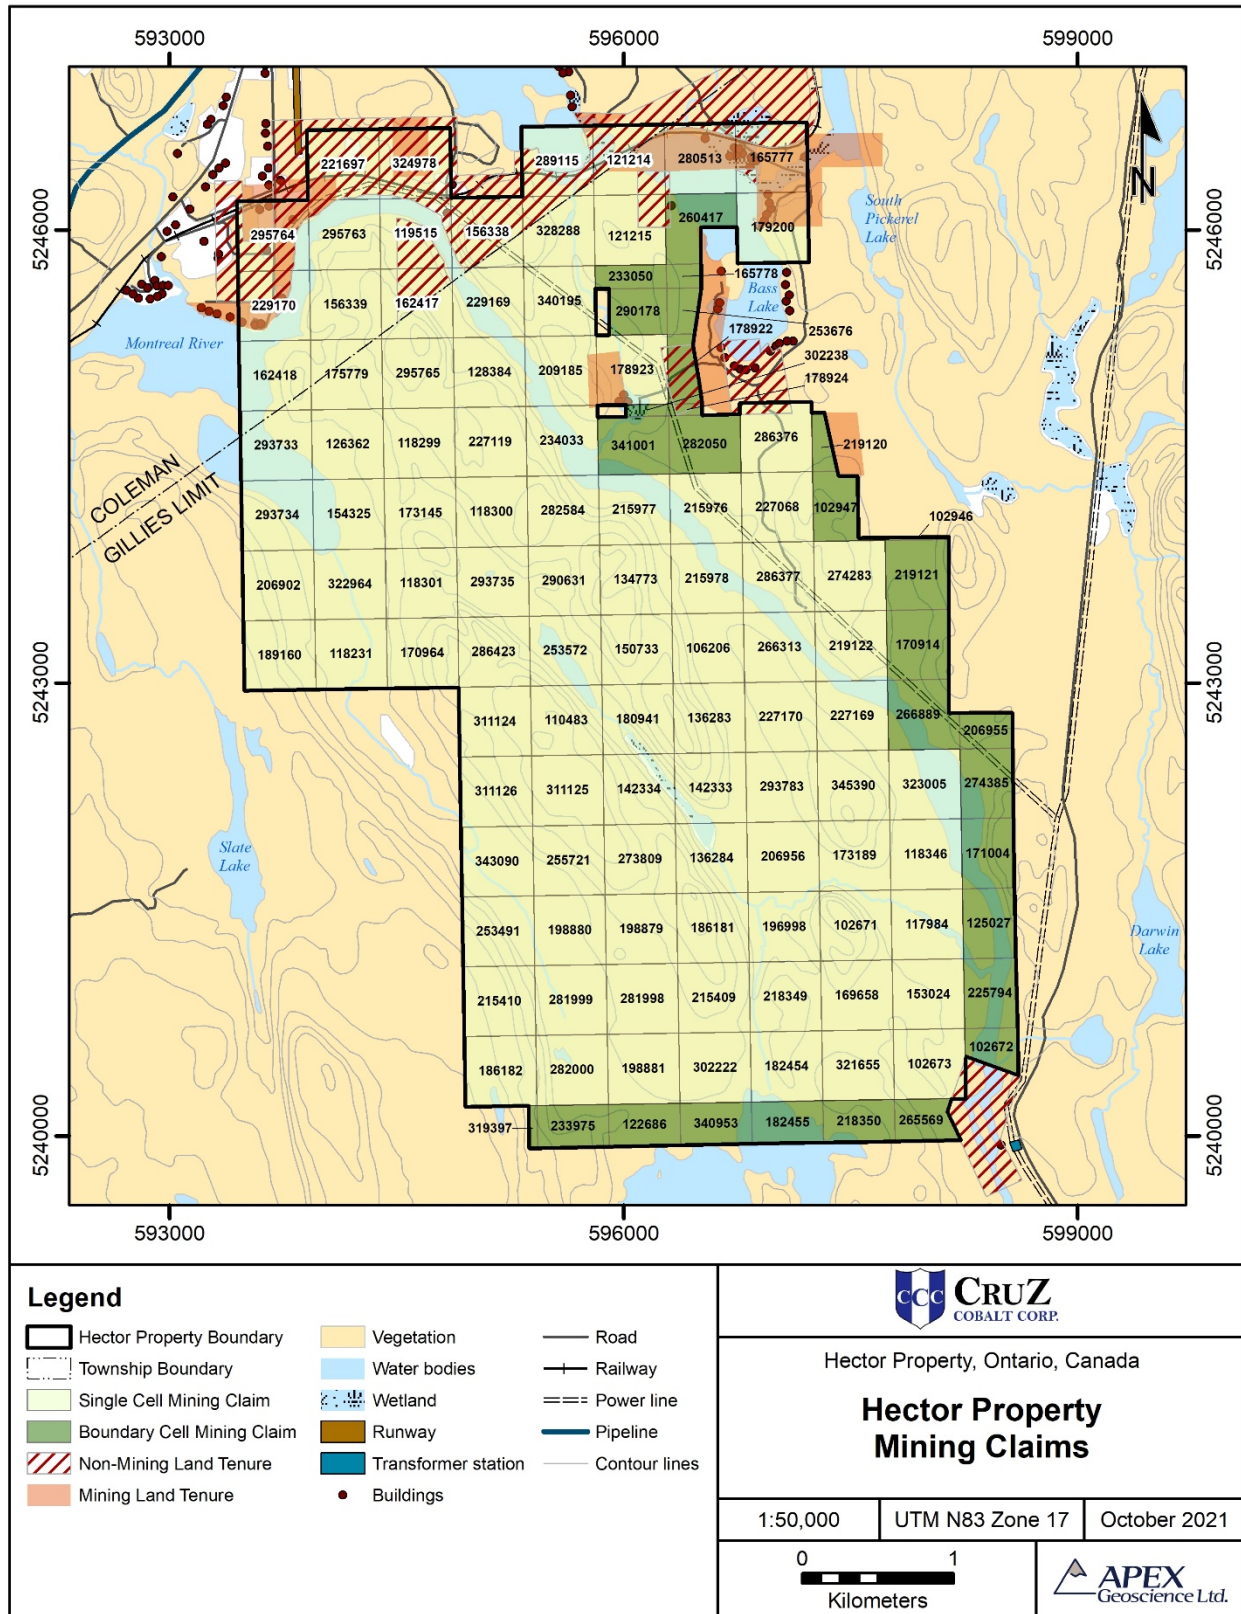 593000 596000 599000
221697 324978 289115 121214 280513 165777
South
Pickerel
Lake
5246000 5246000
N
295764 295763 119515 156338 328288 121215 260417 179200
233050 165778
229170 156339 162417 229169 340195 290178 Bass
Lake
253676
Montreal River
178922
302238
162418 175779 295765 128384 209185 178923 178924
293733 126362 118299 227119 234033 341001 282050 286376 219120
COLEMAN
GILLIES LIMIT
293734 154325 173145 118300 282584 215977 215976 227068 102947 102946
206902 322964 118301 293735 290631 134773 215978 286377 274283 219121
189160 118231 170964 286423 253572 150733 106206 266313 219122 170914
5243000 5243000
311124 110483 180941 136283 227170 227169 266889 206955
311126 311125 142334 142333 293783 345390 323005 274385
Slate
Lake
343090 255721 273809 136284 206956 173189 118346 171004
253491 198880 198879 186181 196998 102671 117984 125027
Darwin
Lake
215410 281999 281998 215409 218349 169658 153024 225794
186182 282000 198881 302222 182454 321655 102673 102672
319397 233975 122686 340953 182455 218350 265569
5240000 5240000
593000 596000 599000
Legend
Hector Property Boundary
Township Boundary
Single Cell Mining Claim
Boundary Cell Mining Claim
Non-Mining Land Tenure
Mining Land Tenure
Vegetation
Water bodies
Wetland
Runway
Transformer station
Buildings
Road
Railway
Power line
Pipeline
Contour lines
CCC CRUZ
COBALT CORP.
Hector Property, Ontario, Canada
Hector Property
Mining Claims
1:50,000 UTM N83 Zone 17 October 2021
0 1
Kilometers
APEX
Geoscience Ltd.